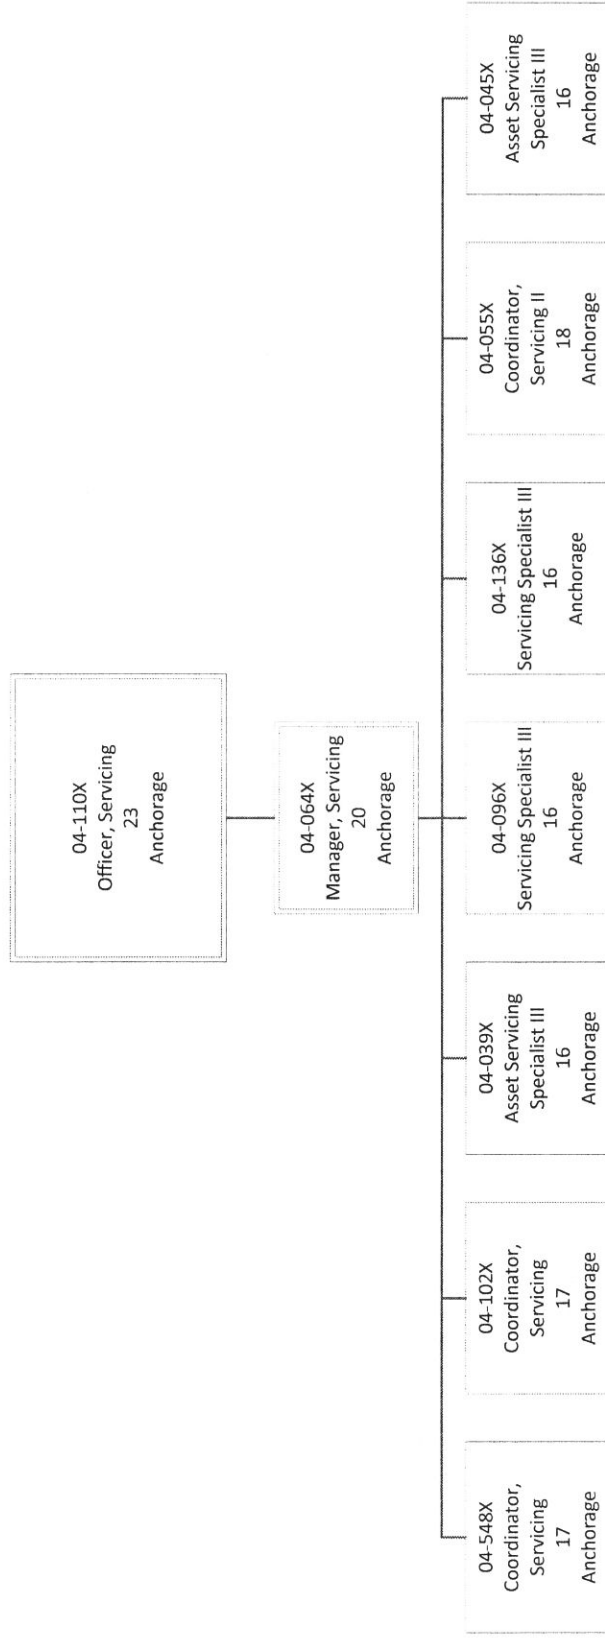 04-110X
Officer, Servicing
23
Anchorage
04-064X
Manager, Servicing
20
Anchorage
04-548X
Coordinator,
Servicing
17
Anchorage
04-102X
Coordinator,
Servicing
17
Anchorage
04-039X
Asset Servicing
Specialist III
16
Anchorage
04-096X
Servicing Specialist III
16
Anchorage
04-136X
Servicing Specialist III
16
Anchorage
04-055X
Coordinator,
Servicing II
18
Anchorage
04-045X
Asset Servicing
Specialist III
16
Anchorage